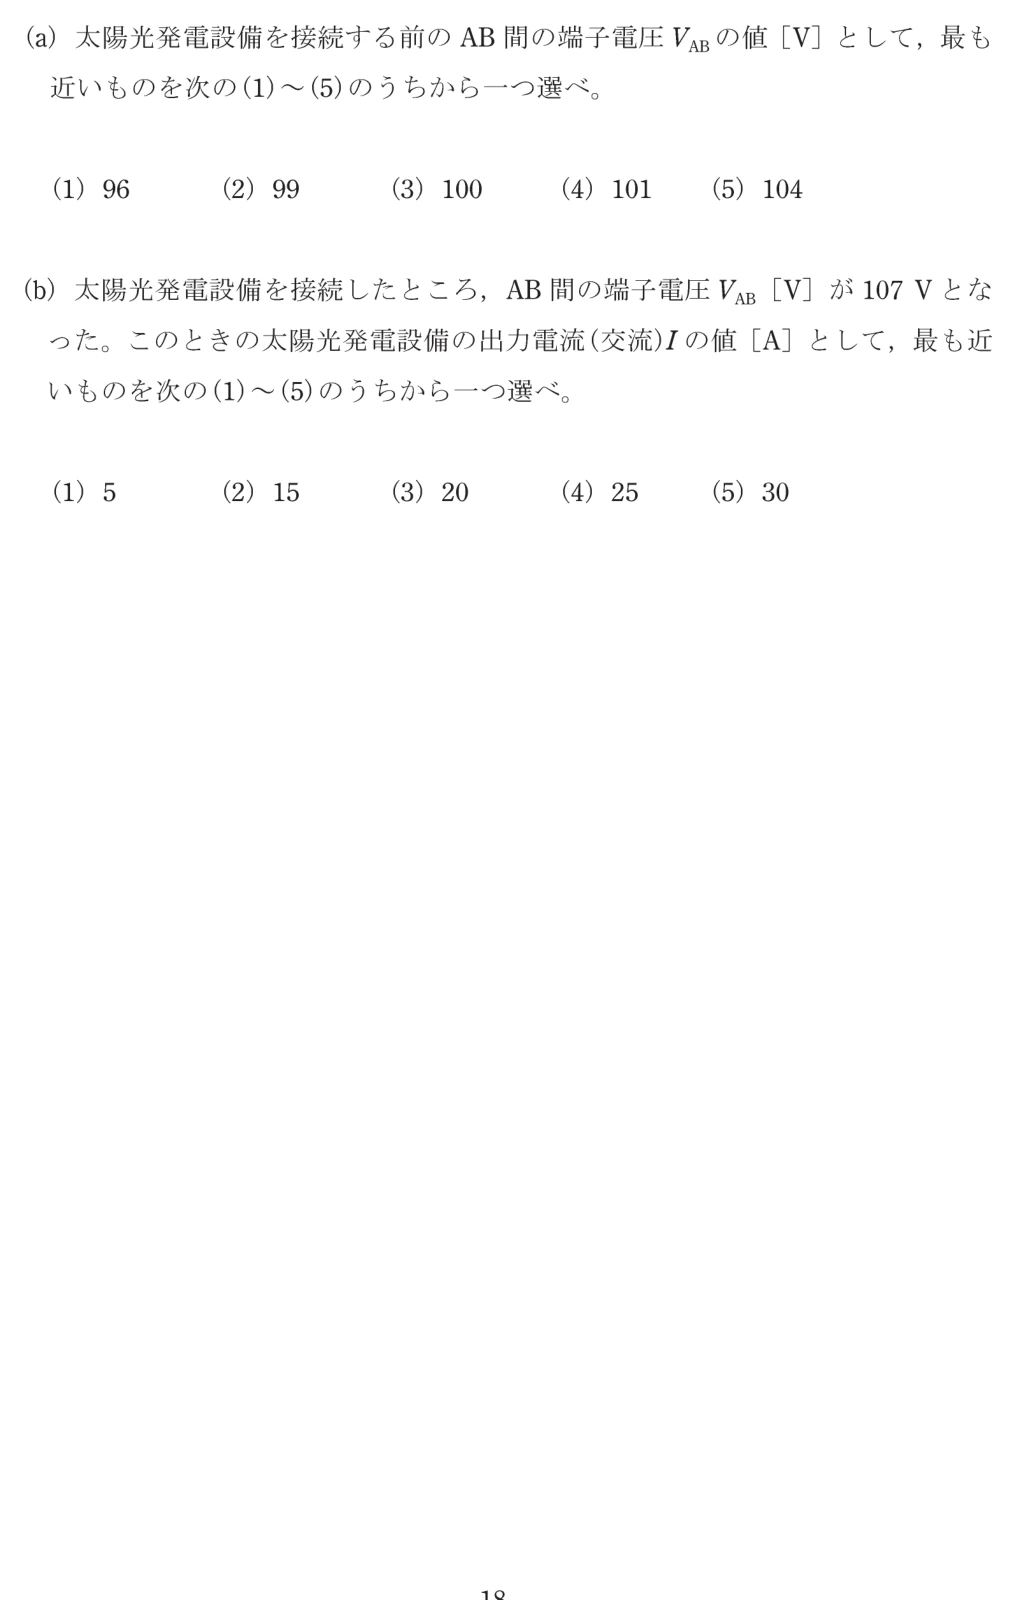 (a) 太陽光発電設備を接続する前の AB 間の端子電圧 VABの値［V］として，最も
近いものを次の(1)～(5)のうちから一つ選べ。
(1) 96 (2) 99 (3) 100 (4) 101 (5) 104
(b) 太陽光発電設備を接続したところ，AB 間の端子電圧 VAB［V］が 107 V とな
った。このときの太陽光発電設備の出力電流(交流)I の値［A］として，最も近
いものを次の(1)～(5)のうちから一つ選べ。
(1) 5 (2) 15 (3) 20 (4) 25 (5) 30
18